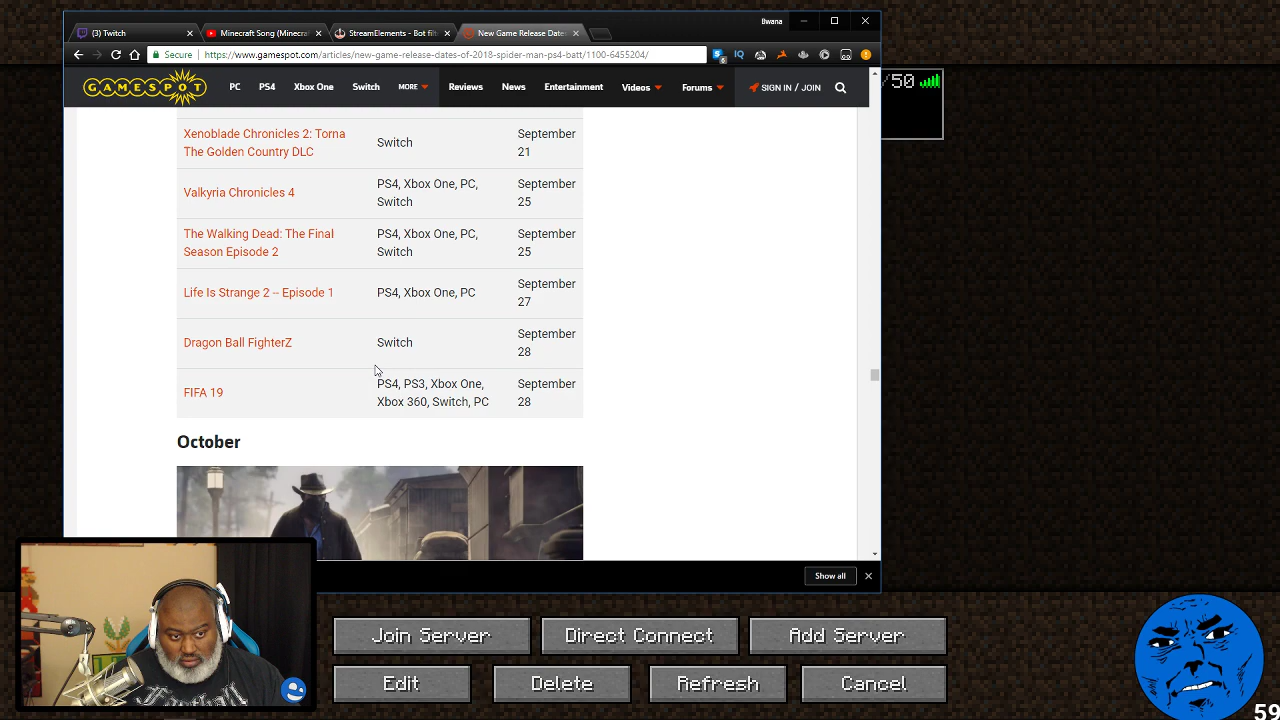 Bwana
(3) Twitch
Minecraft Song (Minecra
StreamElements - Bot filt
New Game Release Date
Secure https://www.gamespot.com/articles/new-game-release-dates-of-2018-spider-man-ps4-batt/1100-6455204/
GAMESPOT PC PS4 Xbox One Switch MORE Reviews News Entertainment Videos Forums SIGN IN / JOIN
/50
Xenoblade Chronicles 2: Torna
The Golden Country DLC
Switch
September
21
Valkyria Chronicles 4
PS4, Xbox One, PC,
Switch
September
25
The Walking Dead: The Final
Season Episode 2
PS4, Xbox One, PC,
Switch
September
25
Life Is Strange 2 – Episode 1
PS4, Xbox One, PC
September
27
Dragon Ball FighterZ
Switch
September
28
FIFA 19
PS4, PS3, Xbox One,
Xbox 360, Switch, PC
September
28
October
Show all
Join Server Direct Connect Add Server
Edit Delete Refresh Cancel
59